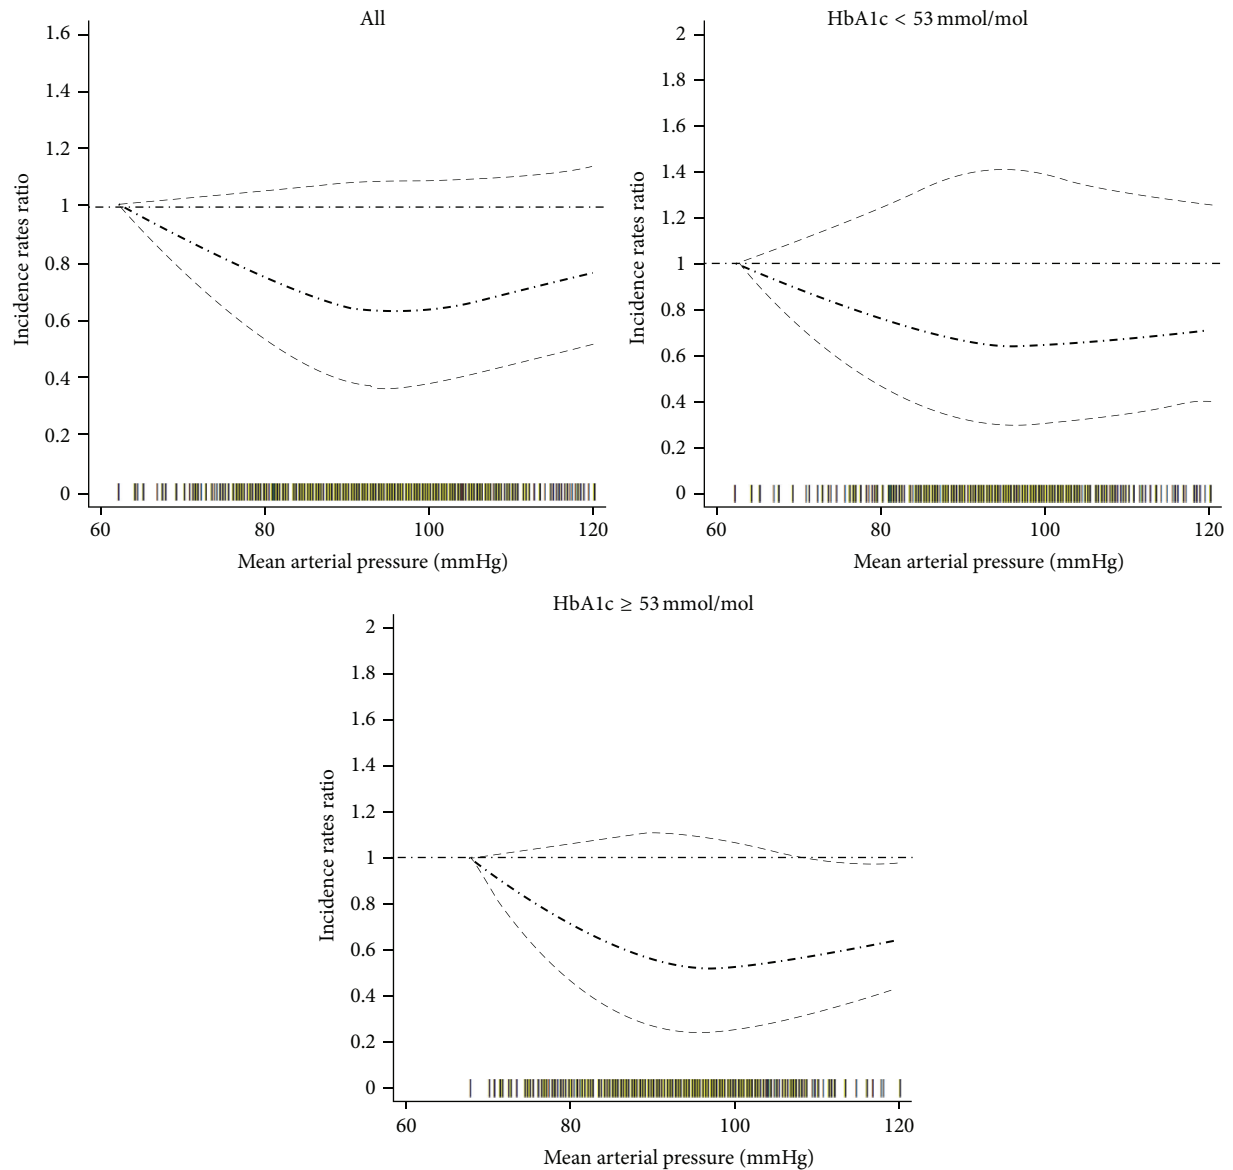 All
1.6
1.4
1.2
1
0.8
0.6
0.4
0.2
0
Incidence rates ratio
60 80 100 120
Mean arterial pressure (mmHg)
HbA1c < 53 mmol/mol
2
1.8
1.6
1.4
1.2
1
0.8
0.6
0.4
0.2
0
Incidence rates ratio
60 80 100 120
Mean arterial pressure (mmHg)
HbA1c ≥ 53 mmol/mol
2
1.8
1.6
1.4
1.2
1
0.8
0.6
0.4
0.2
0
Incidence rates ratio
60 80 100 120
Mean arterial pressure (mmHg)